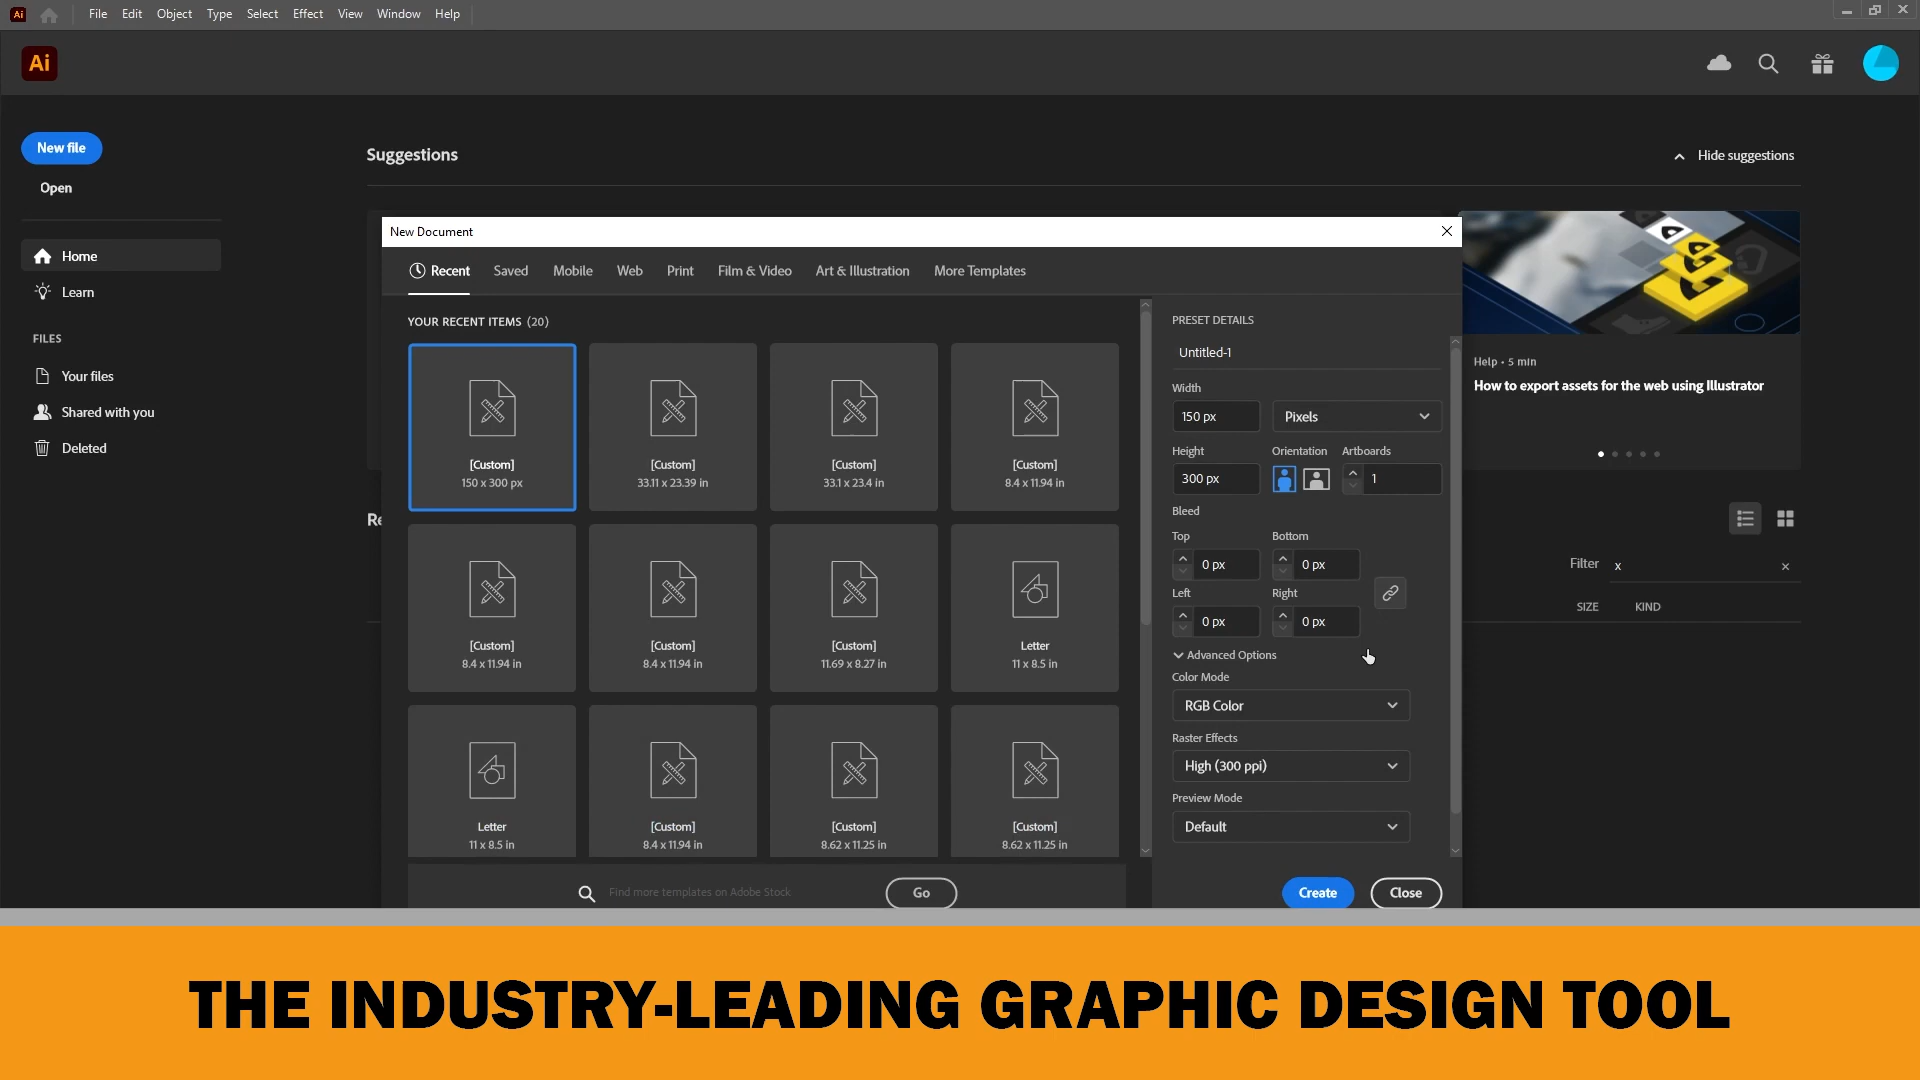 Ai File Edit Object Type Select Effect View Window Help
Ai
New file
Open
Home
Learn
FILES
Your files
Shared with you
Deleted
Suggestions
Hide suggestions
New Document
Recent Saved Mobile Web Print Film & Video Art & Illustration More Templates
YOUR RECENT ITEMS (20)
[Custom] [Custom] [Custom] [Custom]
150 x 300 px 33.11 x 23.39 in 33.1 x 23.4 in 8.4 x 11.94 in
[Custom] [Custom] [Custom] Letter
8.4 x 11.94 in 8.4 x 11.94 in 11.69 x 8.27 in 11 x 8.5 in
Letter [Custom] [Custom] [Custom]
11 x 8.5 in 8.4 x 11.94 in 8.62 x 11.25 in 8.62 x 11.25 in
Find more templates on Adobe Stock Go
PRESET DETAILS
Untitled-1
Width
150 px Pixels
Height Orientation Artboards
300 px 1
Bleed
Top Bottom
0 px 0 px
Left Right
0 px 0 px
Advanced Options
Color Mode
RGB Color
Raster Effects
High (300 ppi)
Preview Mode
Default
Create Close
Help • 5 min
How to export assets for the web using Illustrator
Re
Filter x
SIZE KIND
THE INDUSTRY-LEADING GRAPHIC DESIGN TOOL